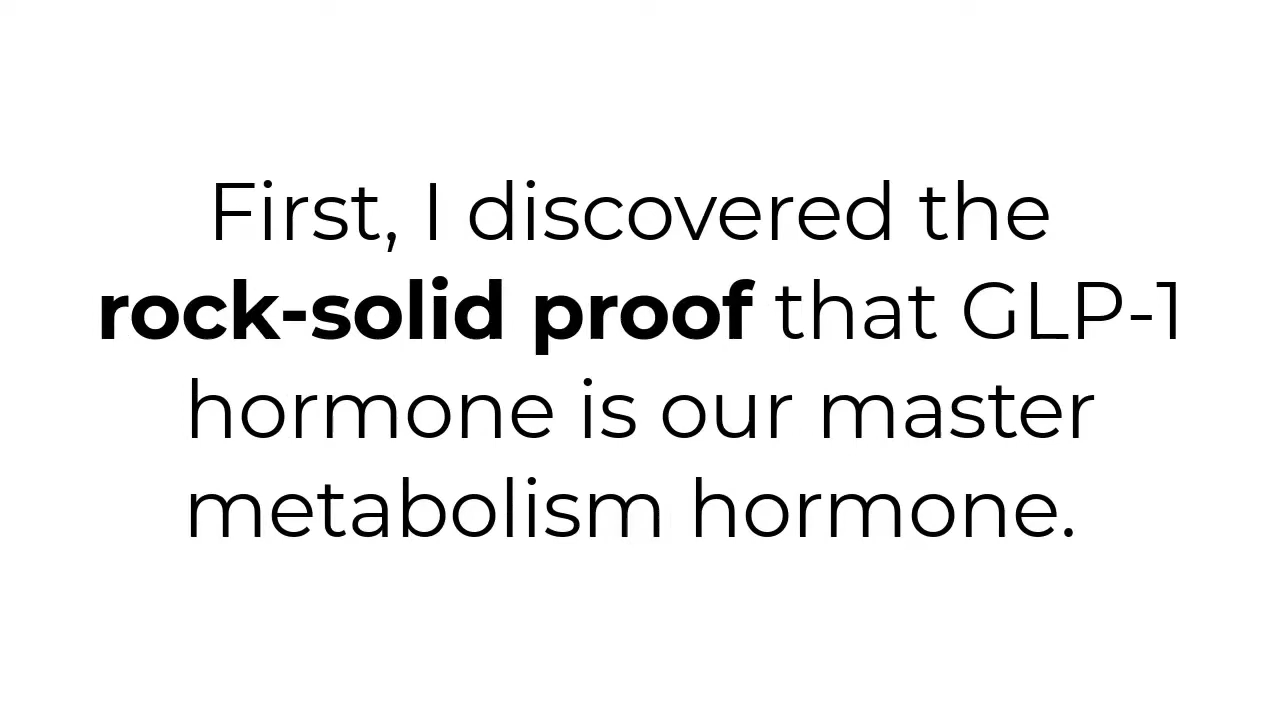 First, I discovered the
rock-solid proof that GLP-1
hormone is our master
metabolism hormone.